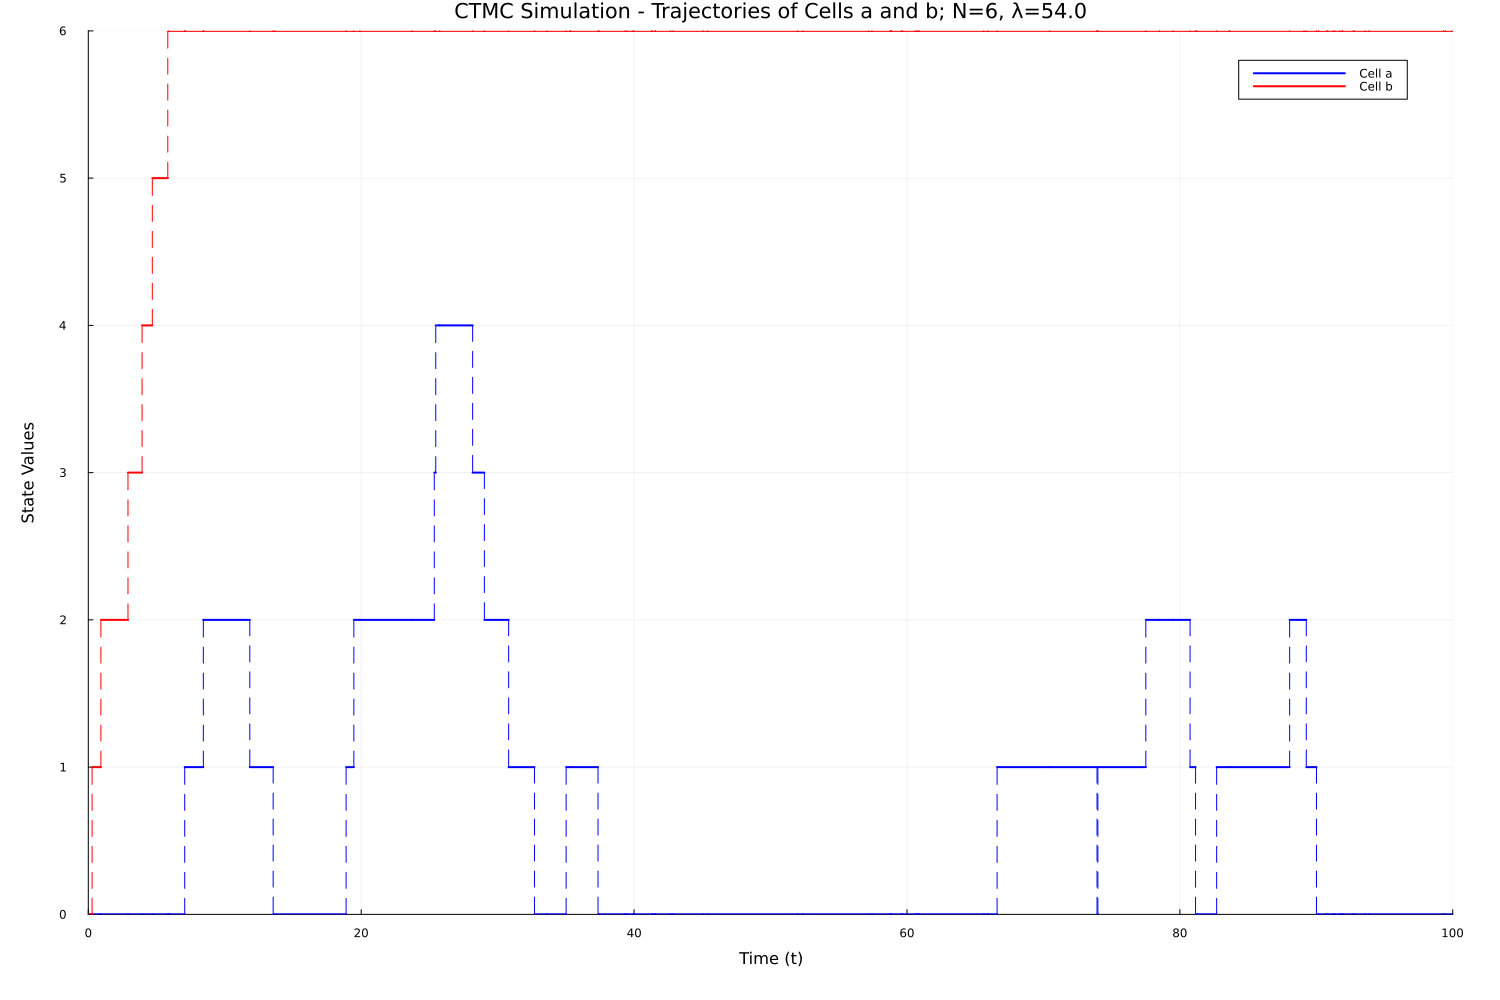 CTMC Simulation - Trajectories of Cells a and b; N=6, λ=54.0
6
Cell a
Cell b
5
4
3
State Values
2
1
0
0 20 40 60 80 100
Time (t)